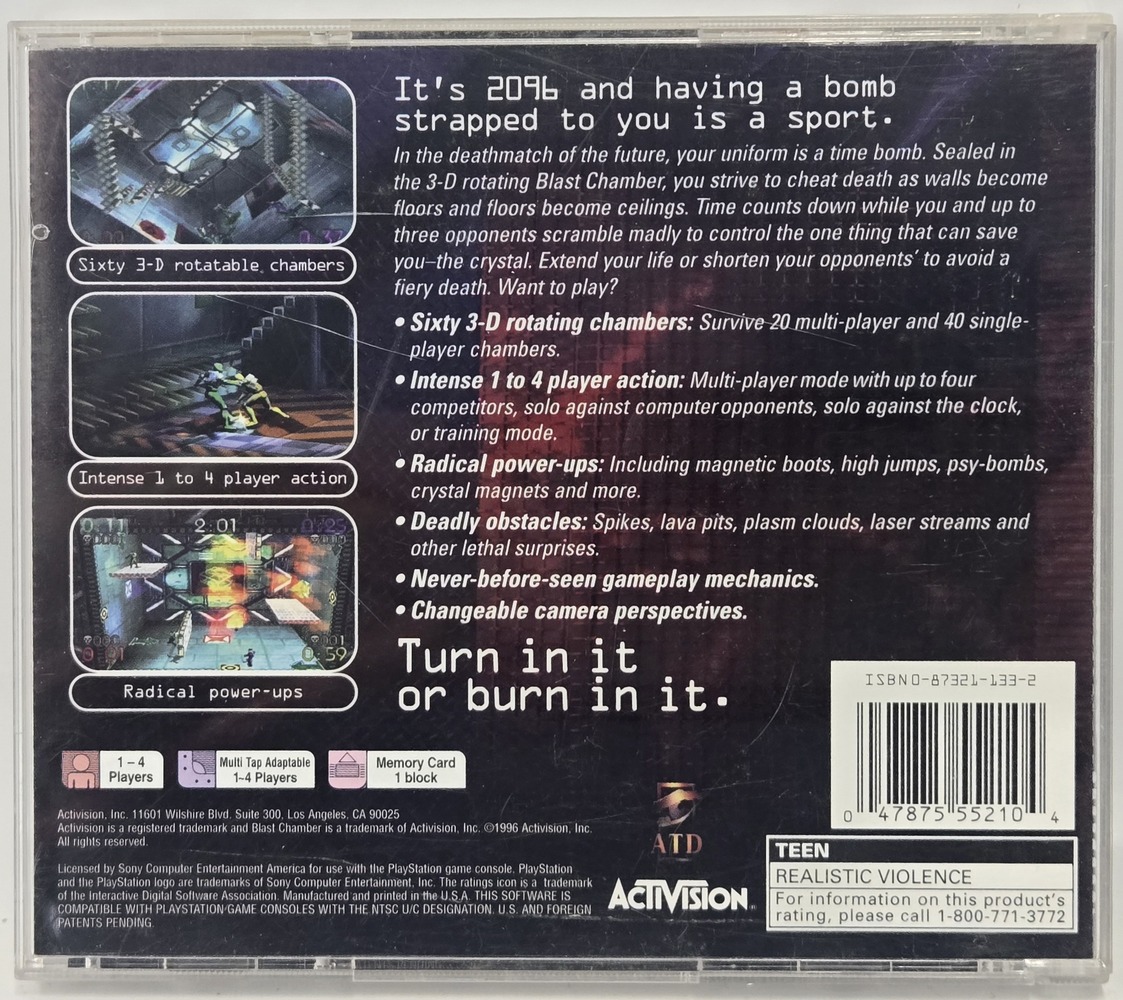 It's 2096 and having a bomb
strapped to you is a sport.
In the deathmatch of the future, your uniform is a time bomb. Sealed in
the 3-D rotating Blast Chamber, you strive to cheat death as walls become
floors and floors become ceilings. Time counts down while you and up to
three opponents scramble madly to control the one thing that can save
you–the crystal. Extend your life or shorten your opponents' to avoid a
fiery death. Want to play?
• Sixty 3-D rotating chambers: Survive 20 multi-player and 40 single-
player chambers.
• Intense 1 to 4 player action: Multi-player mode with up to four
competitors, solo against computer opponents, solo against the clock,
or training mode.
• Radical power-ups: Including magnetic boots, high jumps, psy-bombs,
crystal magnets and more.
• Deadly obstacles: Spikes, lava pits, plasm clouds, laser streams and
other lethal surprises.
• Never-before-seen gameplay mechanics.
• Changeable camera perspectives.
Turn in it
or burn in it.
0:37
Sixty 3-D rotatable chambers
Intense 1 to 4 player action
0:11 2:01 0:25
0:59
Radical power-ups
1 – 4
Players
Multi Tap Adaptable
1–4 Players
Memory Card
1 block
Activision, Inc. 11601 Wilshire Blvd. Suite 300, Los Angeles, CA 90025
Activision is a registered trademark and Blast Chamber is a trademark of Activision, Inc. ©1996 Activision, Inc.
All rights reserved.
Licensed by Sony Computer Entertainment America for use with the PlayStation game console. PlayStation
and the PlayStation logo are trademarks of Sony Computer Entertainment, Inc. The ratings icon is a trademark
of the Interactive Digital Software Association. Manufactured and printed in the U.S.A. THIS SOFTWARE IS
COMPATIBLE WITH PLAYSTATION GAME CONSOLES WITH THE NTSC U/C DESIGNATION. U.S. AND FOREIGN
PATENTS PENDING.
ATD
ACTIVISION
ISBN 0-87321-133-2
0 47875 55210 4
TEEN
REALISTIC VIOLENCE
For information on this product's
rating, please call 1-800-771-3772